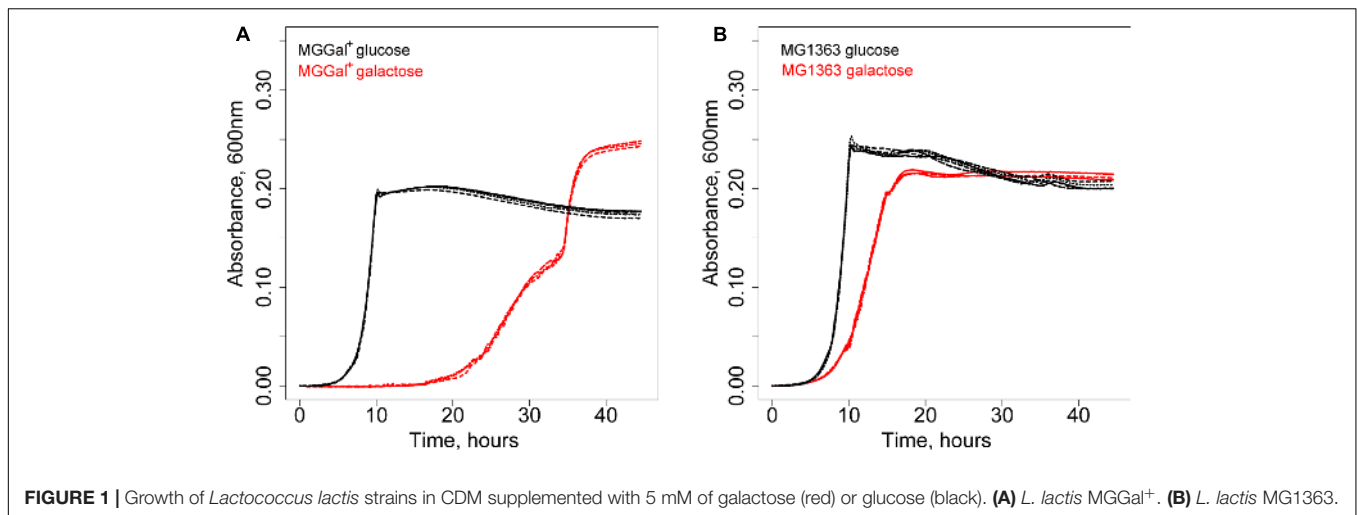 A
MGGal⁺ glucose
MGGal⁺ galactose
Absorbance, 600nm
0.30
0.20
0.10
0.00
0 10 20 30 40
Time, hours
B
MG1363 glucose
MG1363 galactose
Absorbance, 600nm
0.30
0.20
0.10
0.00
0 10 20 30 40
Time, hours
FIGURE 1 | Growth of Lactococcus lactis strains in CDM supplemented with 5 mM of galactose (red) or glucose (black). (A) L. lactis MGGal⁺. (B) L. lactis MG1363.